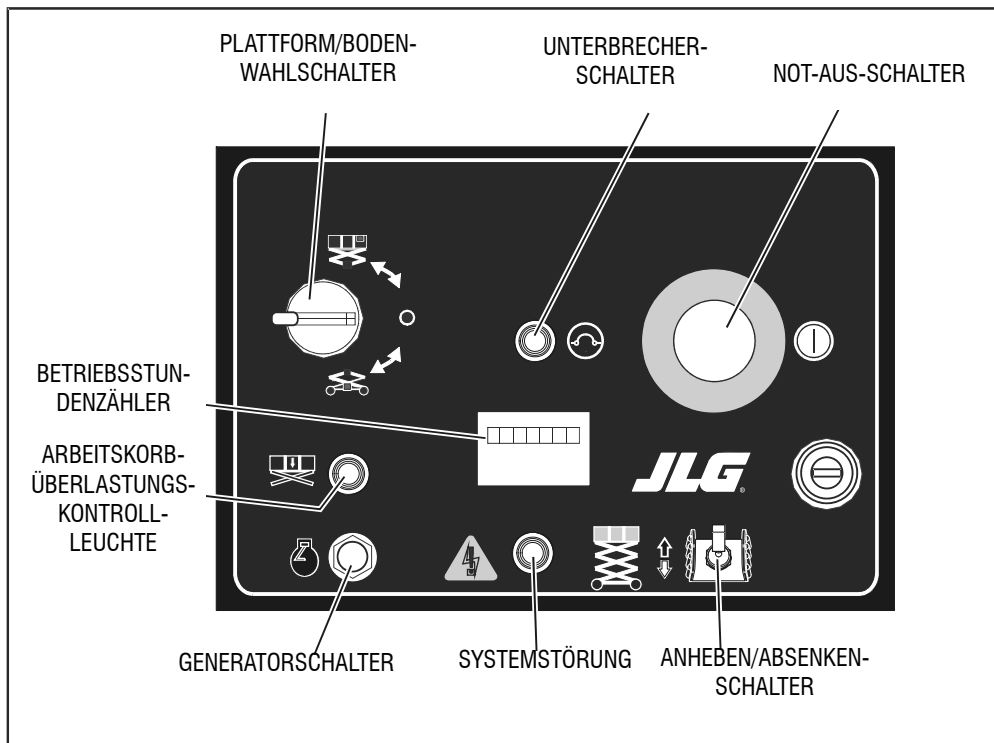 PLATTFORM/BODEN-
WAHLSCHALTER
UNTERBRECHER-
SCHALTER
NOT-AUS-SCHALTER
BETRIEBSSTUN-
DENZÄHLER
ARBEITSKORB-
ÜBERLASTUNGS-
KONTROLL-
LEUCHTE
JLG
GENERATORSCHALTER
SYSTEMSTÖRUNG
ANHEBEN/ABSENKEN-
SCHALTER